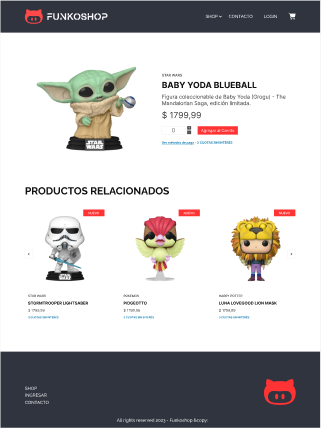 FUNKOSHOP
SHOP CONTACTO LOGIN
STAR WARS
BABY YODA BLUEBALL
Figura coleccionable de Baby Yoda (Grogu) - The
Mandalorian Saga, edición limitada.
$ 1799,99
0 Agregar al Carrito
Ver métodos de pago - 3 CUOTAS SIN INTERÉS
STAR WARS
PRODUCTOS RELACIONADOS
NUEVO
NUEVO
NUEVO
STAR WARS
STORMTROOPER LIGHTSABER
$ 1799,99
3 CUOTAS SIN INTERÉS
POKEMON
PIDGEOTTO
$ 1799,99
3 CUOTAS SIN INTERÉS
HARRY POTTER
LUNA LOVEGOOD LION MASK
$ 1799,99
3 CUOTAS SIN INTERÉS
SHOP
INGRESAR
CONTACTO
All rights reserved 2023 - Funkoshop &copy;